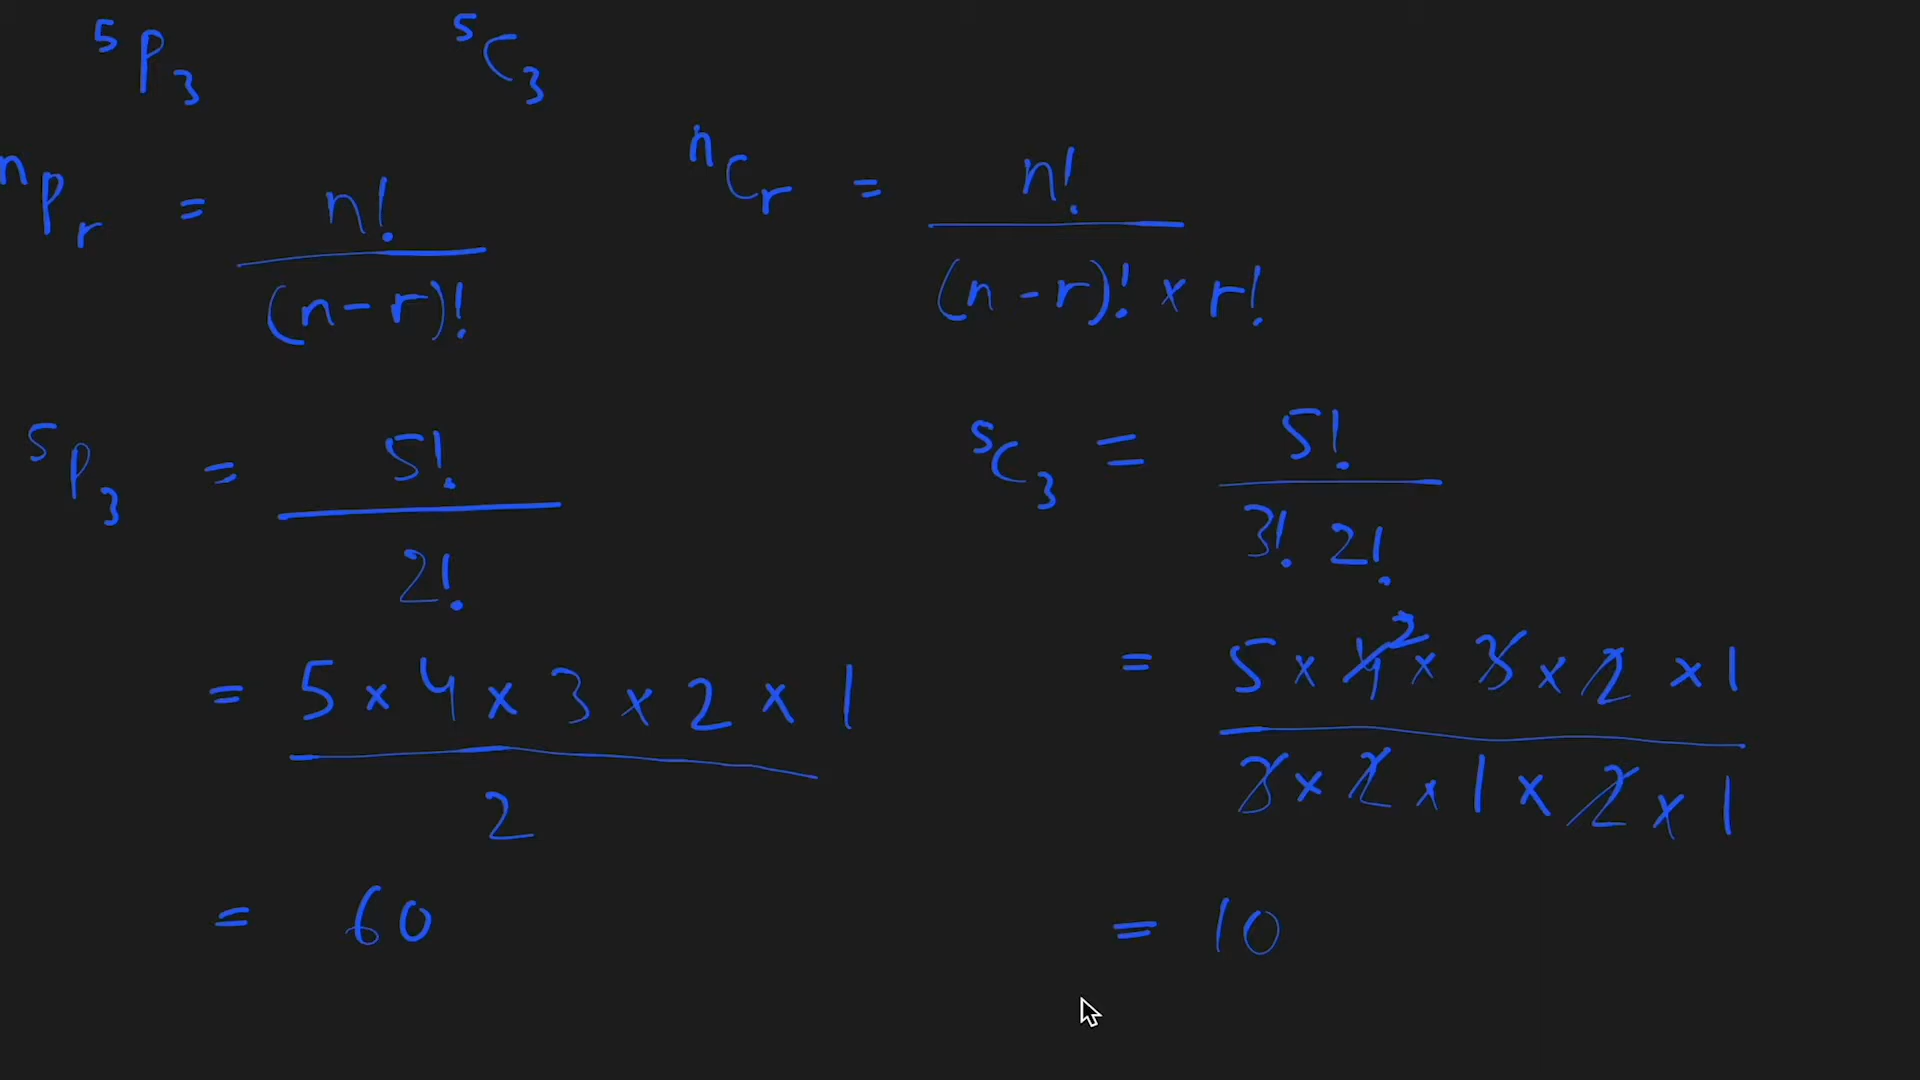 ⁵P₃ ⁵C₃
ⁿPᵣ = n! / (n-r)!
ⁿCᵣ = n! / (n-r)! × r!
⁵P₃ = 5! / 2!
= 5 × 4 × 3 × 2 × 1 / 2
= 60
⁵C₃ = 5! / 3! 2!
= 5 × 4² × 3 × 2 × 1 / 3 × 2 × 1 × 2 × 1
= 10